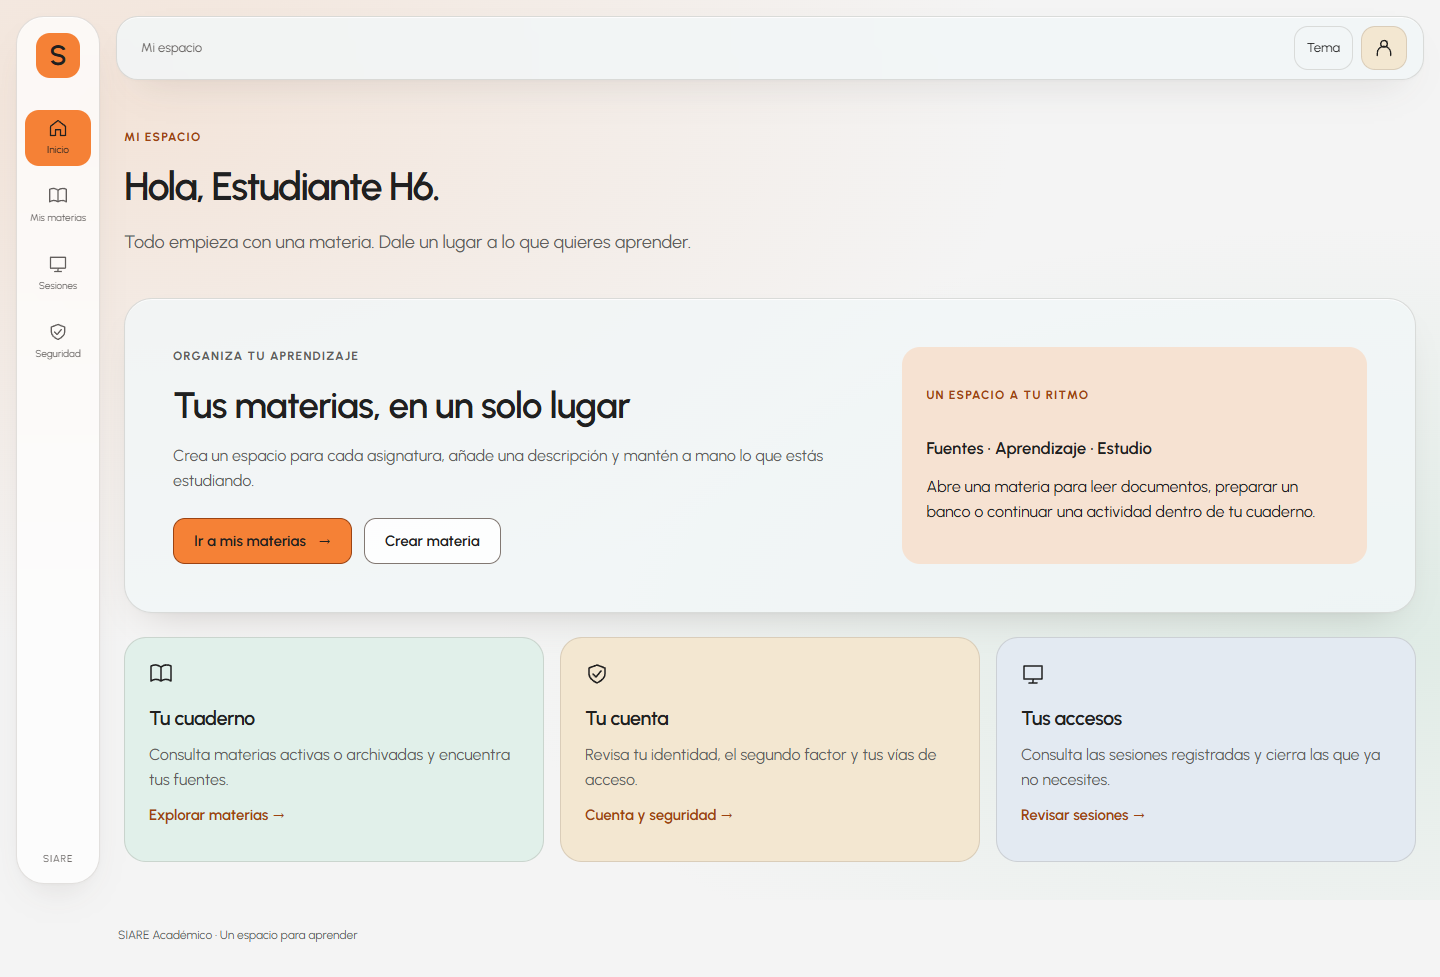 S
Inicio
Mis materias
Sesiones
Seguridad
SIARE
Mi espacio
Tema
MI ESPACIO
Hola, Estudiante H6.
Todo empieza con una materia. Dale un lugar a lo que quieres aprender.
ORGANIZA TU APRENDIZAJE
Tus materias, en un solo lugar
Crea un espacio para cada asignatura, añade una descripción y mantén a mano lo que estás
estudiando.
Ir a mis materias →
Crear materia
UN ESPACIO A TU RITMO
Fuentes · Aprendizaje · Estudio
Abre una materia para leer documentos, preparar un
banco o continuar una actividad dentro de tu cuaderno.
Tu cuaderno
Consulta materias activas o archivadas y encuentra
tus fuentes.
Explorar materias →
Tu cuenta
Revisa tu identidad, el segundo factor y tus vías de
acceso.
Cuenta y seguridad →
Tus accesos
Consulta las sesiones registradas y cierra las que ya
no necesites.
Revisar sesiones →
SIARE Académico · Un espacio para aprender